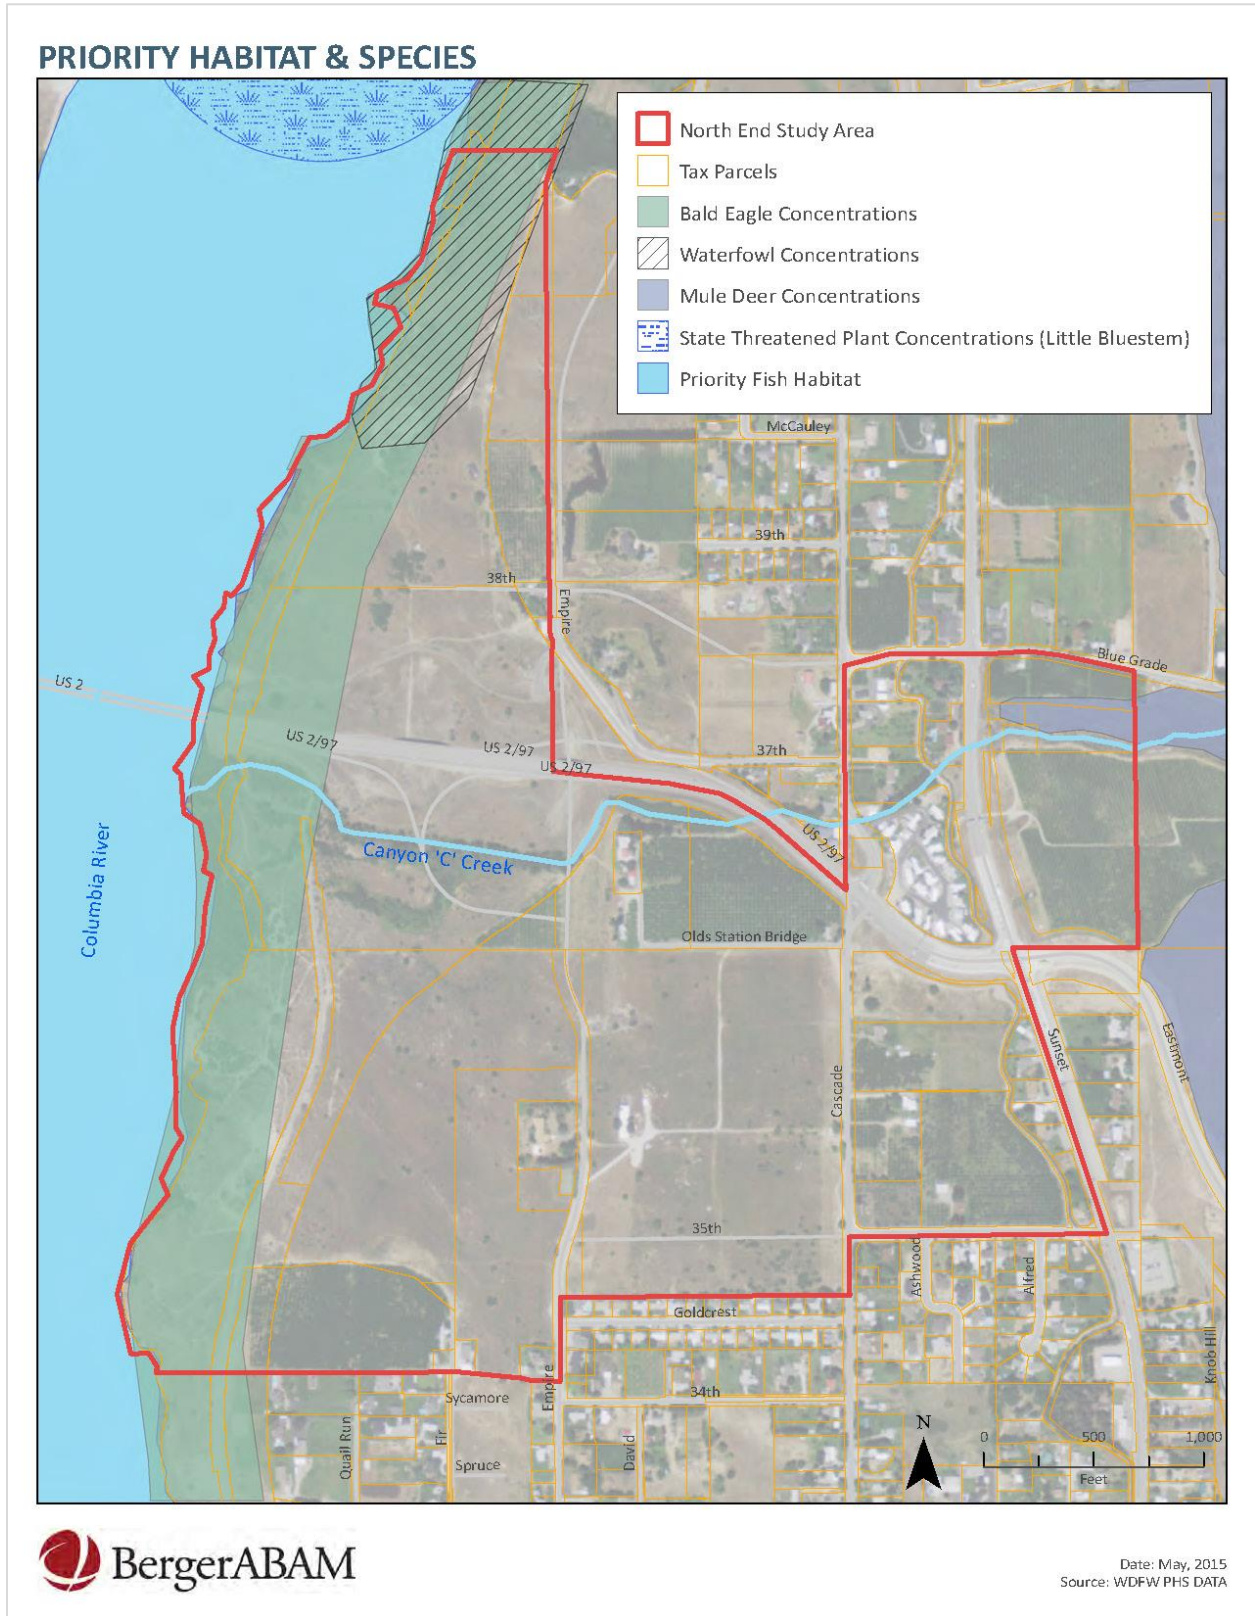 PRIORITY HABITAT & SPECIES
North End Study Area
Tax Parcels
Bald Eagle Concentrations
Waterfowl Concentrations
Mule Deer Concentrations
State Threatened Plant Concentrations (Little Bluestem)
Priority Fish Habitat
McCauley
39th
38th
Empire
Blue Grade
US 2
US 2/97
US 2/97
37th
US 2/97
US 2/97
Canyon 'C' Creek
Columbia River
Olds Station Bridge
Sunset
Eastmont
Cascade
35th
Ashwood
Alfred
Goldcrest
Knob Hill
Empire
34th
Sycamore
Quail Run
Fir
David
Spruce
N
0 500 1,000
Feet
BergerABAM
Date: May, 2015
Source: WDFW PHS DATA